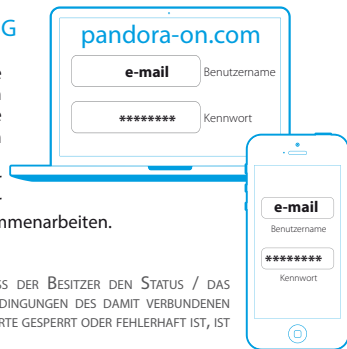 G
pandora-on.com
e-mail Benutzername
******** Kennwort
e-mail
Benutzername
********
Kennwort
mmenarbeiten.
SS DER BESITZER DEN STATUS / DAS
DINGUNGEN DES DAMIT VERBUNDENEN
RTE GESPERRT ODER FEHLERHAFT IST, IST